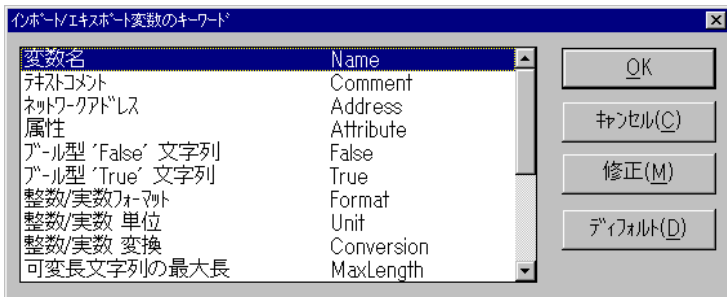 ｲﾝﾎﾟｰﾄ/ｴｷｽﾎﾟｰﾄ変数のｷｰﾜｰﾄﾞ
変数名 Name
ﾃｷｽﾄｺﾒﾝﾄ Comment
ﾈｯﾄﾜｰｸｱﾄﾞﾚｽ Address
属性 Attribute
ﾌﾞｰﾙ型 'False' 文字列 False
ﾌﾞｰﾙ型 'True' 文字列 True
整数/実数ﾌｫｰﾏｯﾄ Format
整数/実数 単位 Unit
整数/実数 変換 Conversion
可変長文字列の最大長 MaxLength
OK
ｷｬﾝｾﾙ(C)
修正(M)
ﾃﾞｨﾌｫﾙﾄ(D)